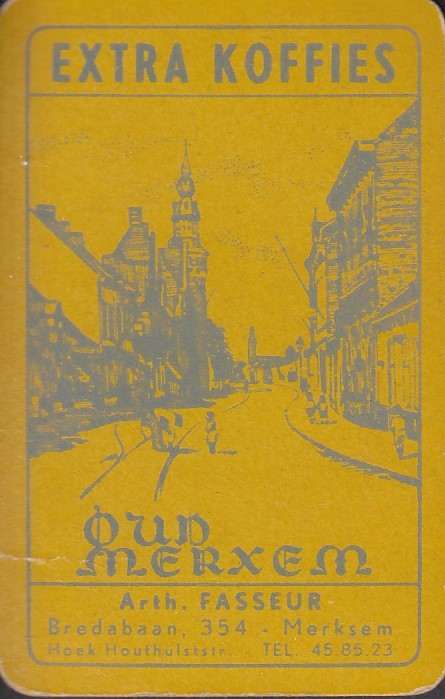 EXTRA KOFFIES
OUD
MERXEM
Arth. FASSEUR
Bredabaan, 354 - Merksem
Hoek Houthulststr. - TEL. 45.85.23